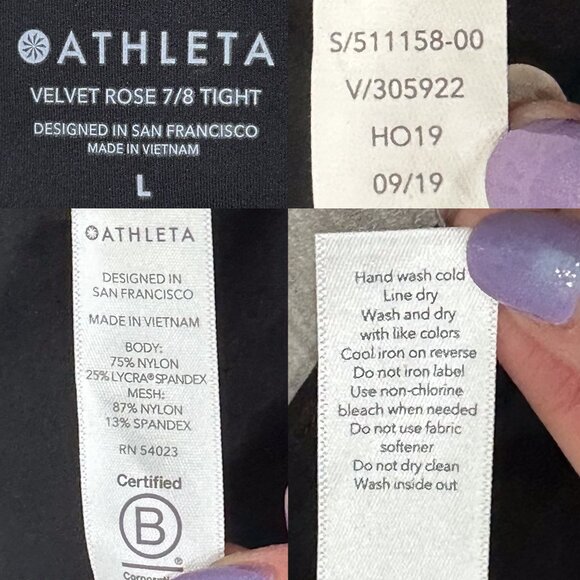 ATHLETA
VELVET ROSE 7/8 TIGHT
DESIGNED IN SAN FRANCISCO
MADE IN VIETNAM
L
S/511158-00
V/305922
HO19
09/19
ATHLETA
DESIGNED IN
SAN FRANCISCO
MADE IN VIETNAM
BODY:
75% NYLON
25% LYCRA® SPANDEX
MESH:
87% NYLON
13% SPANDEX
RN 54023
Certified
B
®
Corporation
Hand wash cold
Line dry
Wash and dry
with like colors
Cool iron on reverse
Do not iron label
Use non-chlorine
bleach when needed
Do not use fabric
softener
Do not dry clean
Wash inside out